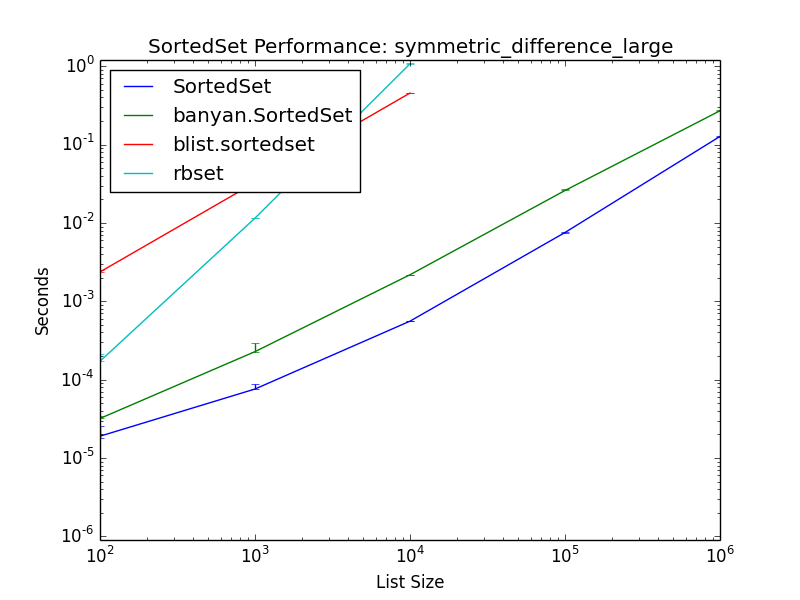 SortedSet Performance: symmetric_difference_large
SortedSet
banyan.SortedSet
blist.sortedset
rbset
Seconds
10^0
10^-1
10^-2
10^-3
10^-4
10^-5
10^-6
10^2 10^3 10^4 10^5 10^6
List Size